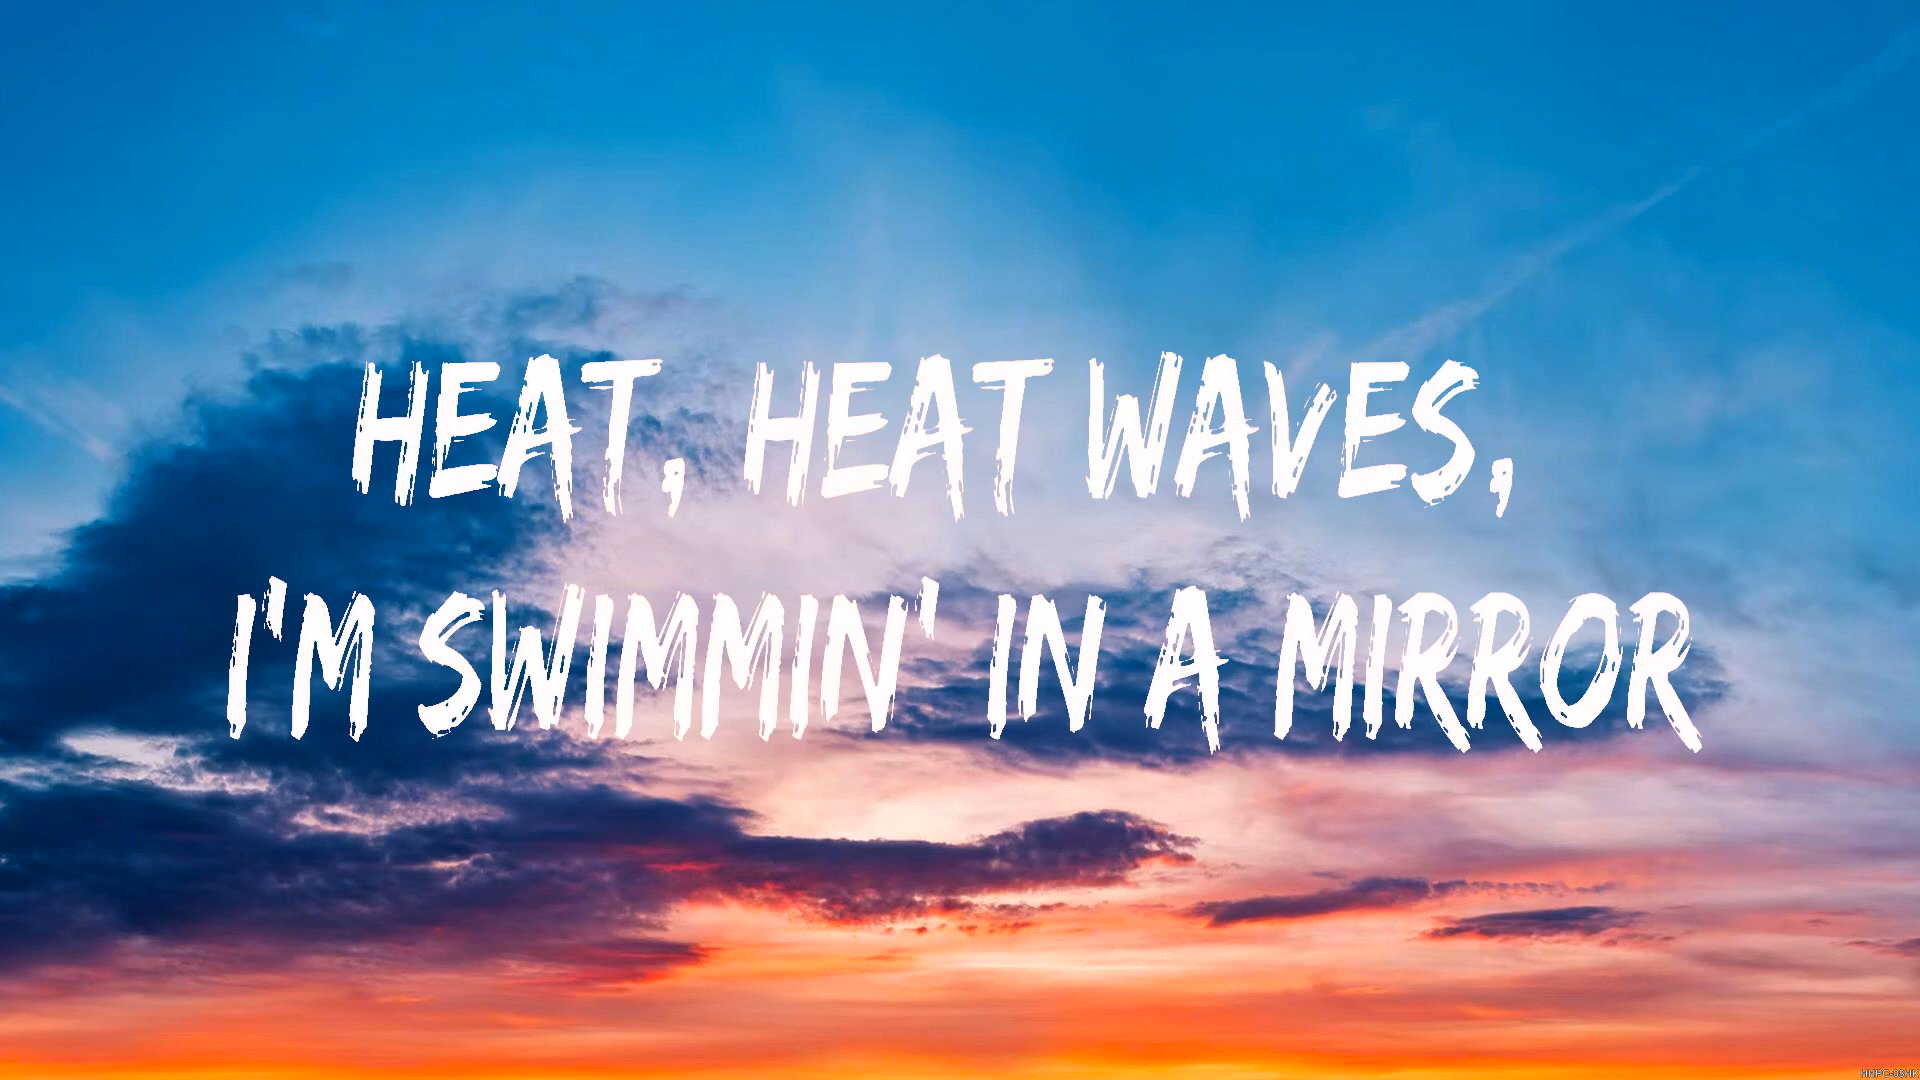 HEAT, HEAT WAVES,
I'M SWIMMIN' IN A MIRROR